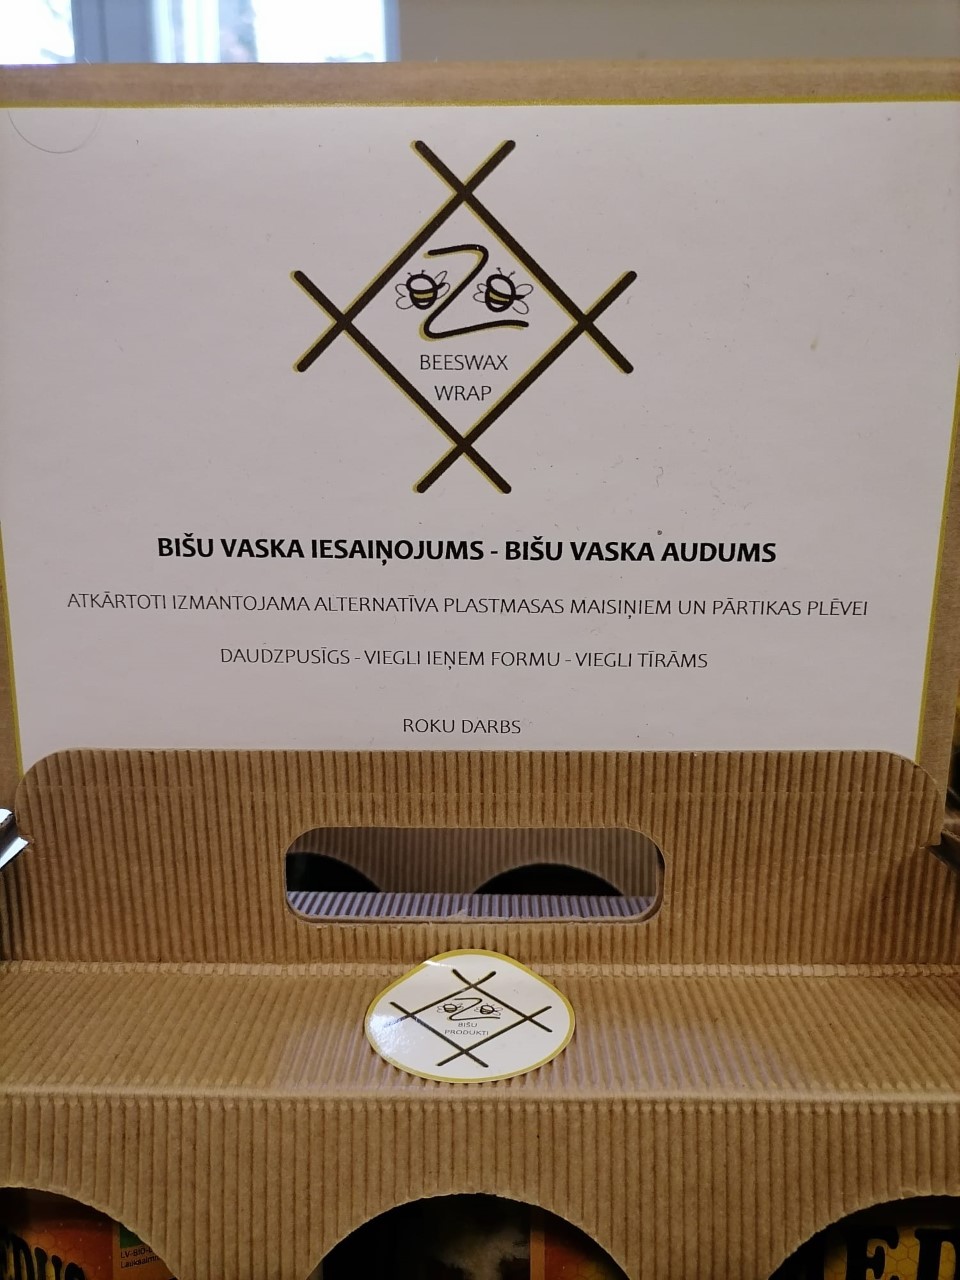 BEESWAX
WRAP
BIŠU VASKA IESAIŅOJUMS - BIŠU VASKA AUDUMS
ATKĀRTOTI IZMANTOJAMA ALTERNATĪVA PLASTMASAS MAISIŅIEM UN PĀRTIKAS PLĒVEI
DAUDZPUSĪGS - VIEGLI IEŅEM FORMU - VIEGLI TĪRĀMS
ROKU DARBS
BIŠU
PRODUKTI